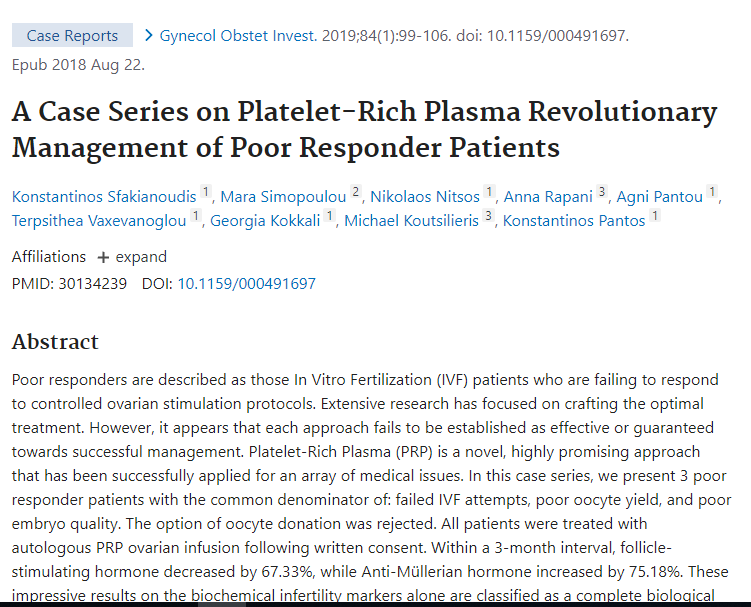 Case Reports > Gynecol Obstet Invest. 2019;84(1):99-106. doi: 10.1159/000491697.
Epub 2018 Aug 22.
A Case Series on Platelet-Rich Plasma Revolutionary
Management of Poor Responder Patients
Konstantinos Sfakianoudis 1, Mara Simopoulou 2, Nikolaos Nitsos 1, Anna Rapani 3, Agni Pantou 1,
Terpsithea Vaxevanoglou 1, Georgia Kokkali 1, Michael Koutsilieris 3, Konstantinos Pantos 1
Affiliations + expand
PMID: 30134239 DOI: 10.1159/000491697
Abstract
Poor responders are described as those In Vitro Fertilization (IVF) patients who are failing to respond
to controlled ovarian stimulation protocols. Extensive research has focused on crafting the optimal
treatment. However, it appears that each approach fails to be established as effective or guaranteed
towards successful management. Platelet-Rich Plasma (PRP) is a novel, highly promising approach
that has been successfully applied for an array of medical issues. In this case series, we present 3 poor
responder patients with the common denominator of: failed IVF attempts, poor oocyte yield, and poor
embryo quality. The option of oocyte donation was rejected. All patients were treated with
autologous PRP ovarian infusion following written consent. Within a 3-month interval, follicle-
stimulating hormone decreased by 67.33%, while Anti-Müllerian hormone increased by 75.18%. These
impressive results on the biochemical infertility markers alone are classified as a complete biological